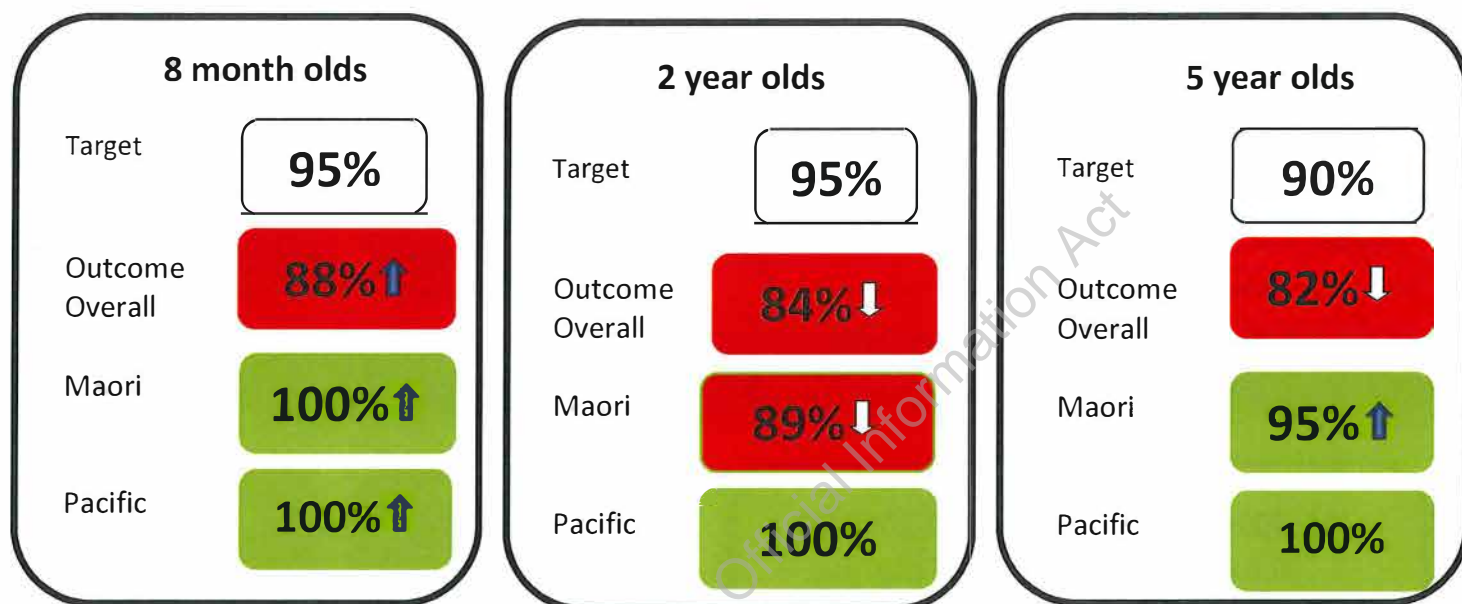 8 month olds
Target
95%
Outcome
Overall
88%
Maori
100%
Pacific
100%
2 year olds
Target
95%
Outcome
Overall
84%
Maori
89%
Pacific
100%
5 year olds
Target
90%
Outcome
Overall
82%
Maori
95%
Pacific
100%
Official Information Act